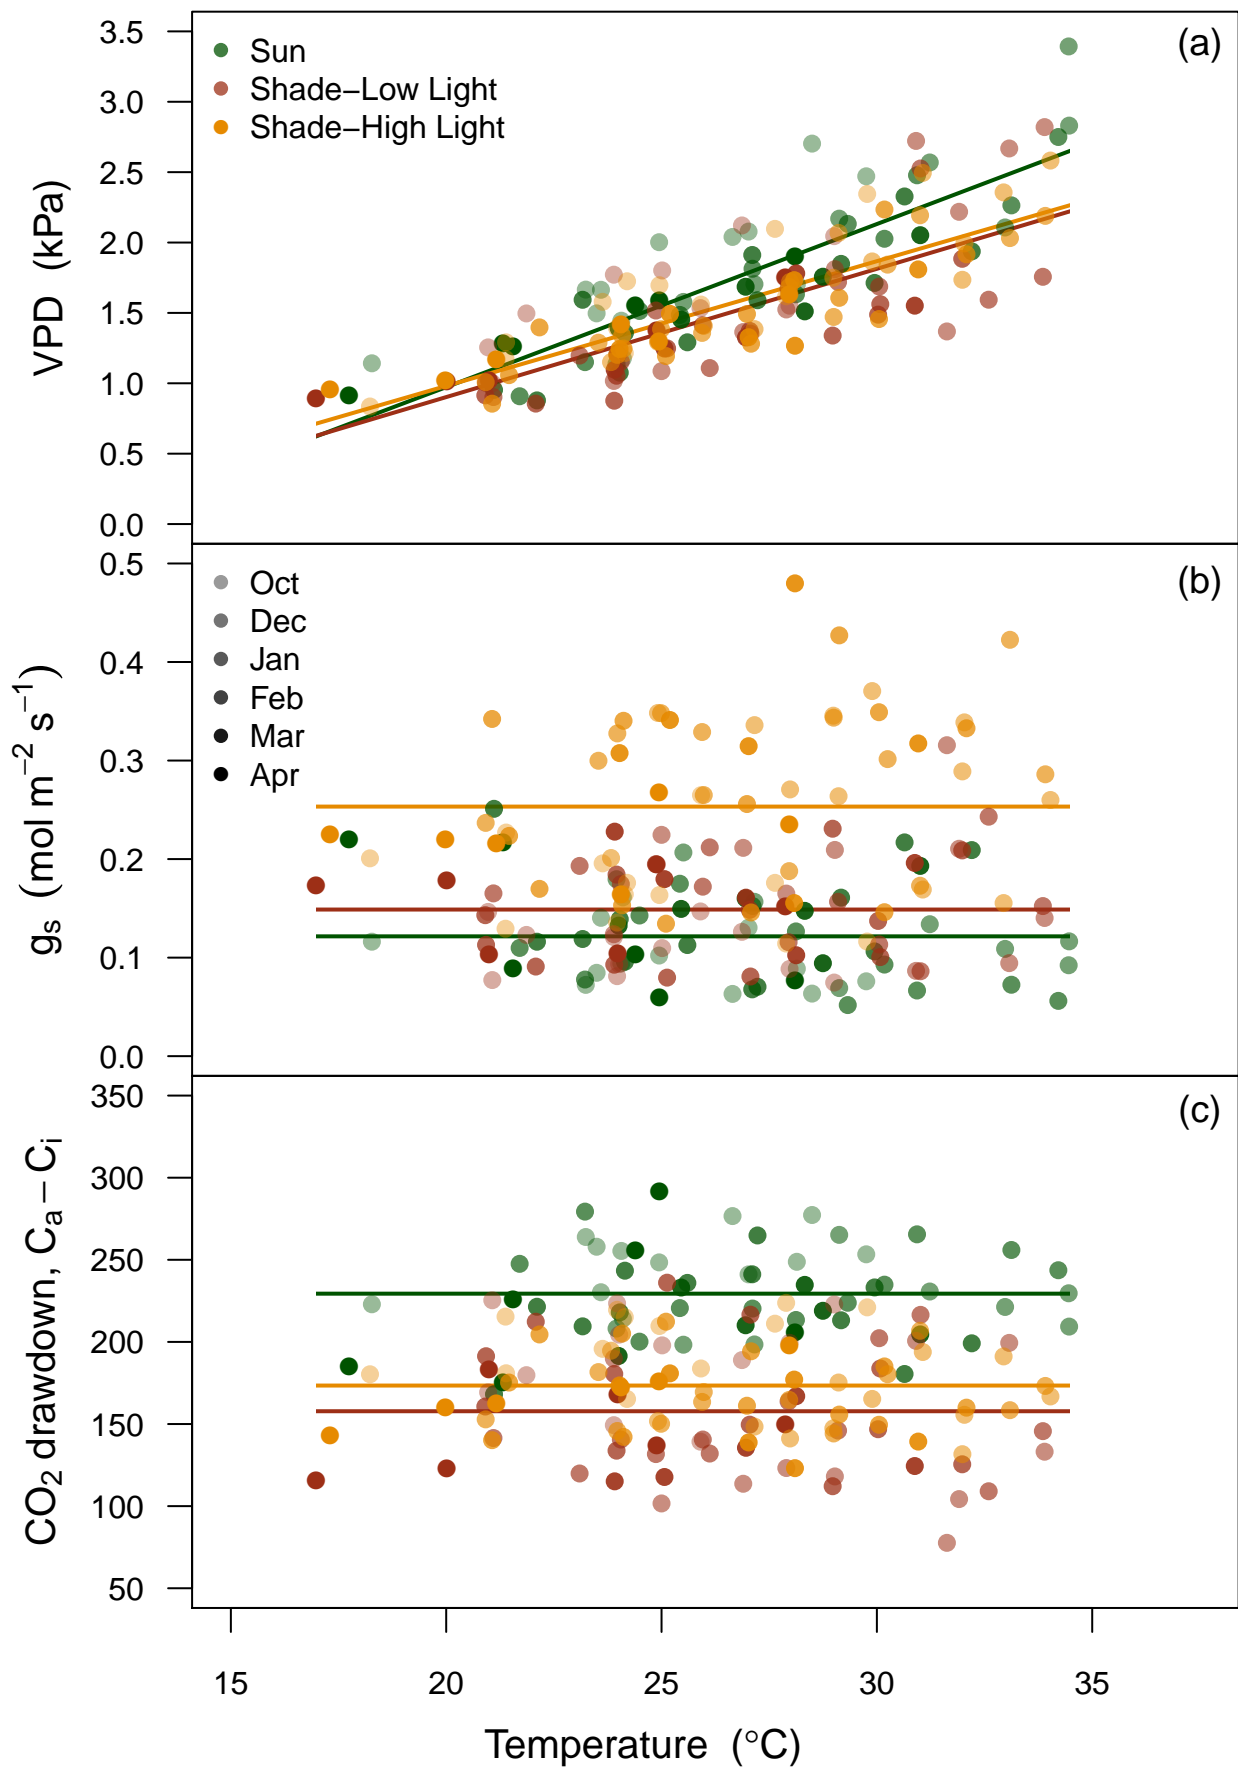 (a)
Sun
Shade−Low Light
Shade−High Light
VPD (kPa)
3.5
3.0
2.5
2.0
1.5
1.0
0.5
0.0
(b)
Oct
Dec
Jan
Feb
Mar
Apr
gs (mol m−2 s−1)
0.5
0.4
0.3
0.2
0.1
0.0
(c)
CO2 drawdown, Ca − Ci
350
300
250
200
150
100
50
15 20 25 30 35
Temperature (°C)